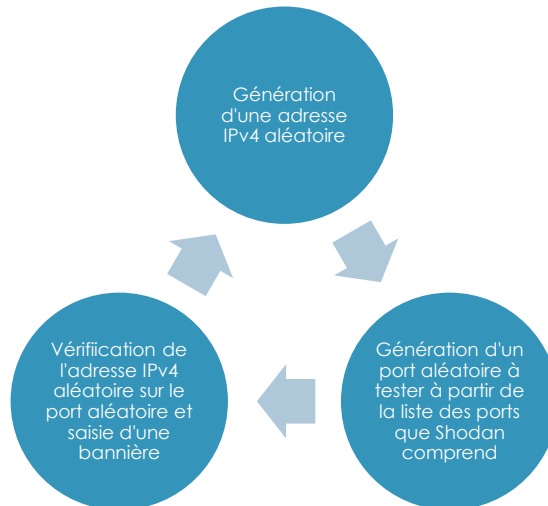 Génération
d'une adresse
IPv4 aléatoire
Génération d'un
port aléatoire à
tester à partir de
la liste des ports
que Shodan
comprend
Vérifiication de
l'adresse IPv4
aléatoire sur le
port aléatoire et
saisie d'une
bannière